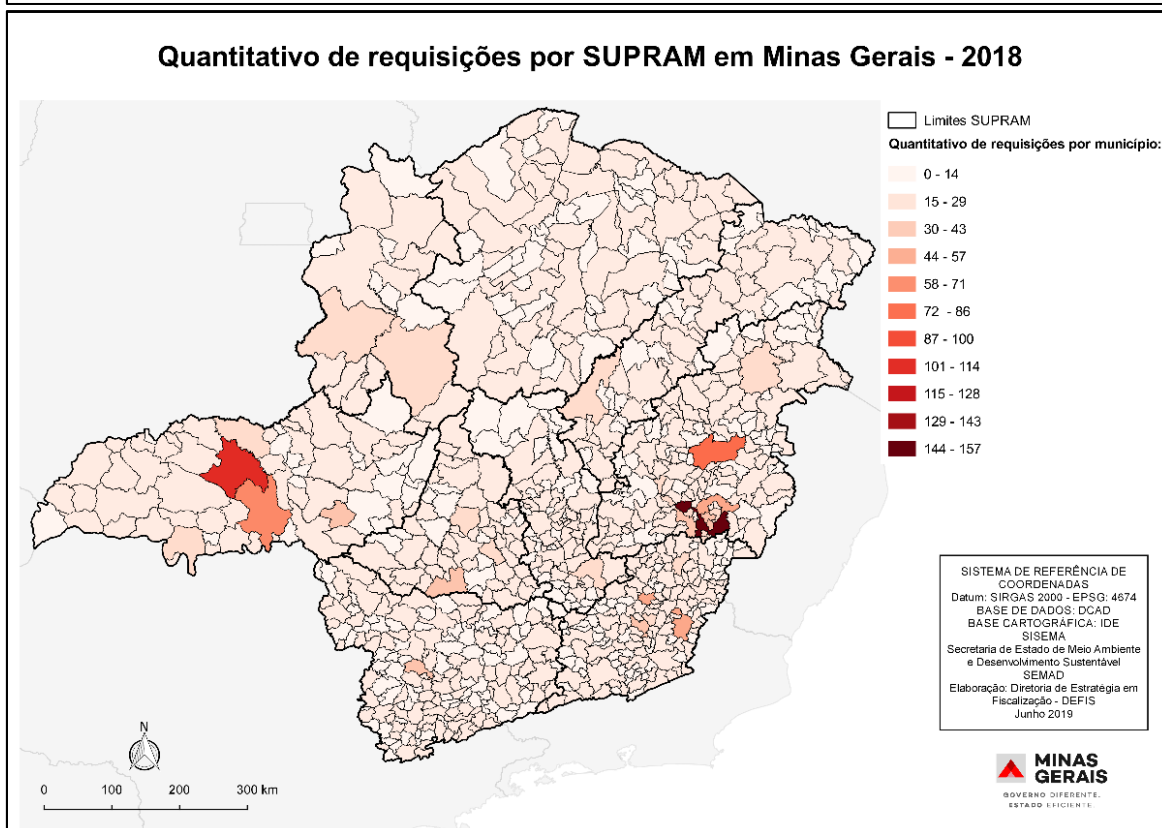 Quantitativo de requisições por SUPRAM em Minas Gerais - 2018
Limites SUPRAM
Quantitativo de requisições por município:
0 - 14
15 - 29
30 - 43
44 - 57
58 - 71
72 - 86
87 - 100
101 - 114
115 - 128
129 - 143
144 - 157
SISTEMA DE REFERÊNCIA DE
COORDENADAS
Datum: SIRGAS 2000 - EPSG: 4674
BASE DE DADOS: DCAD
BASE CARTOGRÁFICA: IDE
SISEMA
Secretaria de Estado de Meio Ambiente
e Desenvolvimento Sustentável
SEMAD
Elaboração: Diretoria de Estratégia em
Fiscalização - DEFIS
Junho 2019
N
0 100 200 300 km
MINAS
GERAIS
GOVERNO DIFERENTE.
ESTADO EFICIENTE.